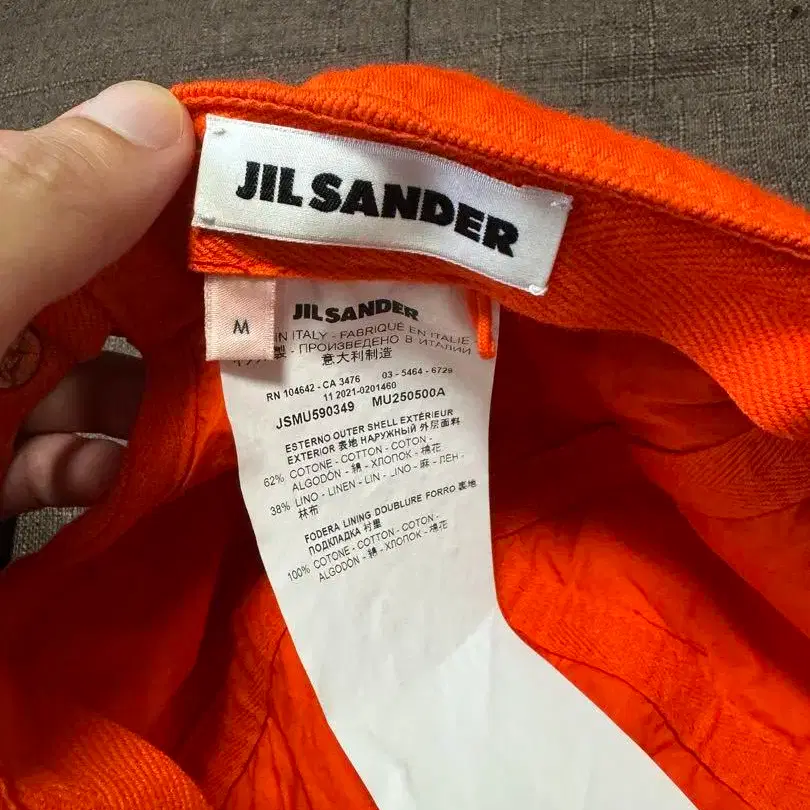 JIL SANDER
M
JIL SANDER
IN ITALY - FABRIQUÉ EN ITALIE
製 - ПРОИЗВЕДЕНО В ИТАЛИИ
意大利制造
RN 104642 - CA 3476 03 - 5464 - 6729
11 2021-0201460
JSMU590349 MU250500A
ESTERNO OUTER SHELL EXTÉRIEUR
EXTERIOR 表地 НАРУЖНЫЙ 外层面料
62% COTONE - COTTON - COTON -
ALGODÓN - 綿 - ХЛОПОК - 棉花
38% LINO - LINEN - LIN - LINO - 麻 - ЛЕН -
林布
FODERA LINING DOUBLURE FORRO 裏地
ПОДКЛАДКА 衬里
100% COTONE - COTTON - COTON -
ALGODÓN - 綿 - ХЛОПОК - 棉花